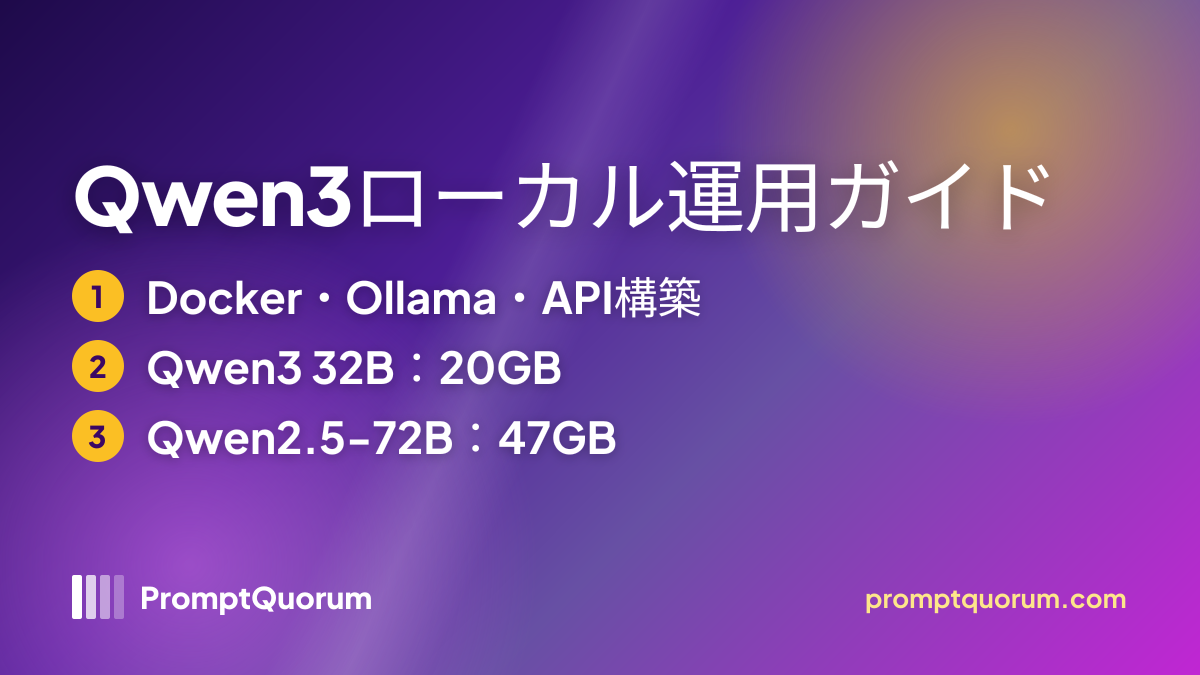 Qwen3ローカル運用ガイド
1 Docker・Ollama・API構築
2 Qwen3 32B：20GB
3 Qwen2.5-72B：47GB
PromptQuorum
promptquorum.com